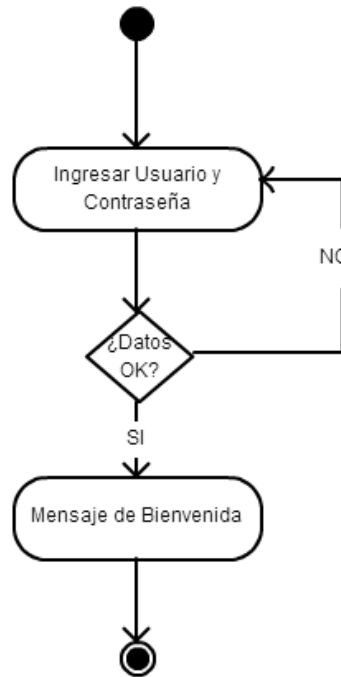 Ingresar Usuario y
Contraseña
NO
¿Datos
OK?
SI
Mensaje de Bienvenida